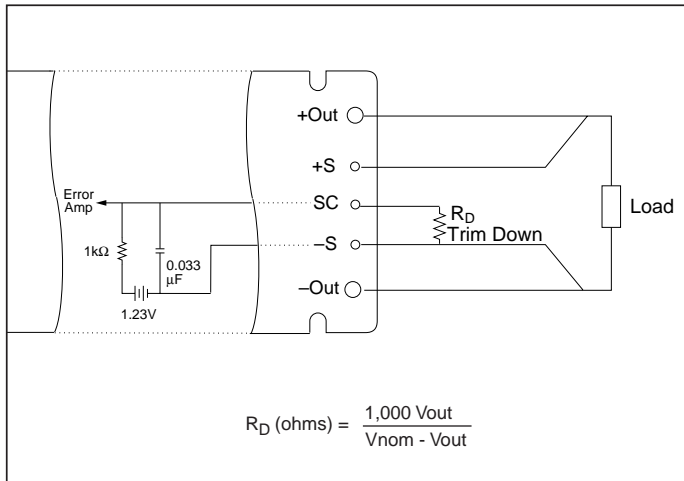 +Out
+S
Error
Amp
SC
RD
Load
Trim Down
1kΩ
–S
0.033
μF
–Out
1.23V
RD (ohms) = 1,000 Vout
Vnom - Vout